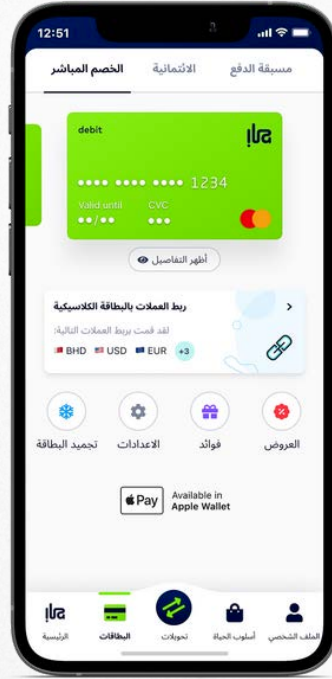 12:51
مسبقة الدفع
الائتمانية
الخصم المباشر
debit
ila
•••• •••• •••• 1234
Valid until CVC
••/•• •••
أظهر التفاصيل
ربط العملات بالبطاقة الكلاسيكية
لقد قمت بربط العملات التالية:
BHD USD EUR +3
العروض
فوائد
الاعدادات
تجميد البطاقة
Pay
Available in
Apple Wallet
الملف الشخصي
أسلوب الحياة
تحويلات
البطاقات
ila
الرئيسية